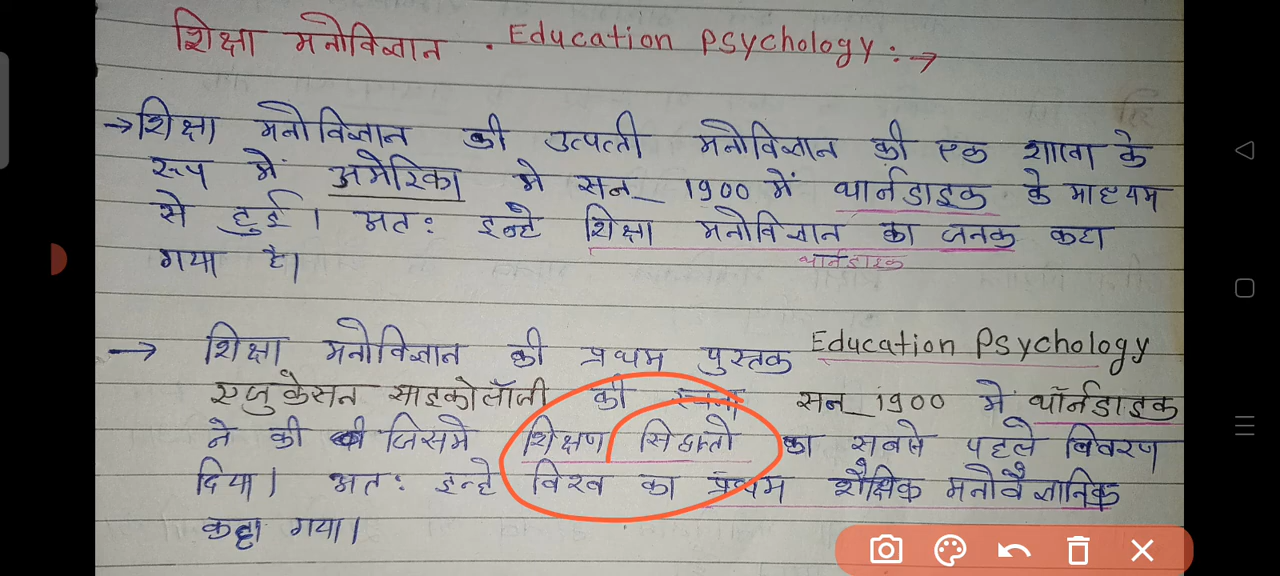 शिक्षा मनोविज्ञान . Education Psychology :→
→ शिक्षा मनोविज्ञान की उत्पत्ती मनोविज्ञान की एक शाखा के
रूप में अमेरिका मे सन_ 1900 में थार्नडाइक के माध्यम
से हुई। अतः इन्हे शिक्षा मनोविज्ञान का जनक कहा
थार्नडाइक
गया है।
→ शिक्षा मनोविज्ञान की प्रथम पुस्तक Education Psychology
एजुकेसन साइकोलॉजी की रचना सन_1900 में थॉर्नडाइक
ने की जिसमे शिक्षण सिद्धान्तो का सबसे पहले विवरण
दिया। अतः इन्हे विश्व का प्रथम शैक्षिक मनोवैज्ञानिक
कहा गया।